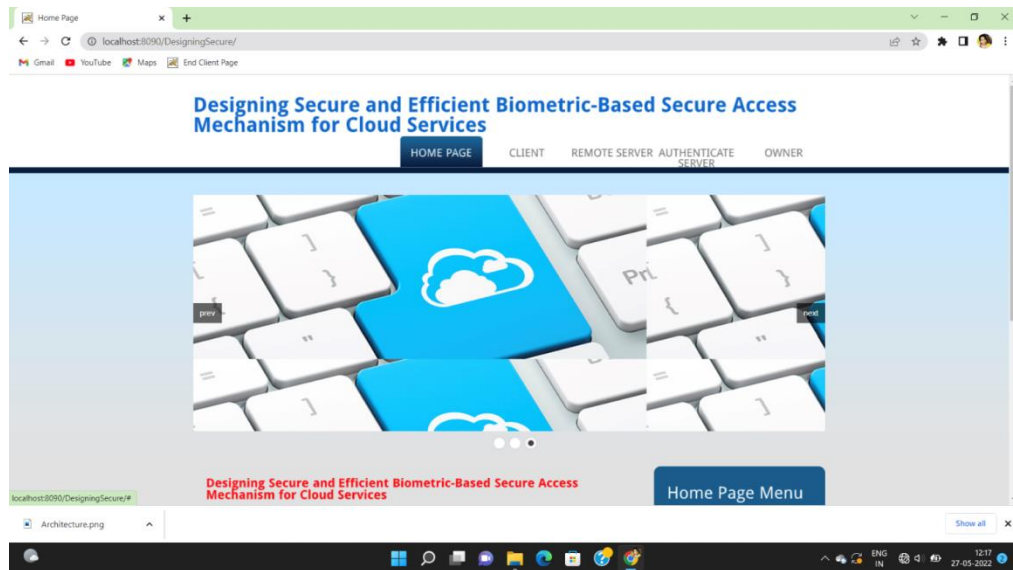 Home Page
localhost:8090/DesigningSecure/
Gmail YouTube Maps End Client Page
Designing Secure and Efficient Biometric-Based Secure Access
Mechanism for Cloud Services
HOME PAGE CLIENT REMOTE SERVER AUTHENTICATE SERVER OWNER
prev
next
Designing Secure and Efficient Biometric-Based Secure Access
Mechanism for Cloud Services
Home Page Menu
localhost:8090/DesigningSecure/#
Architecture.png
Show all
ENG
IN
12:17
27-05-2022